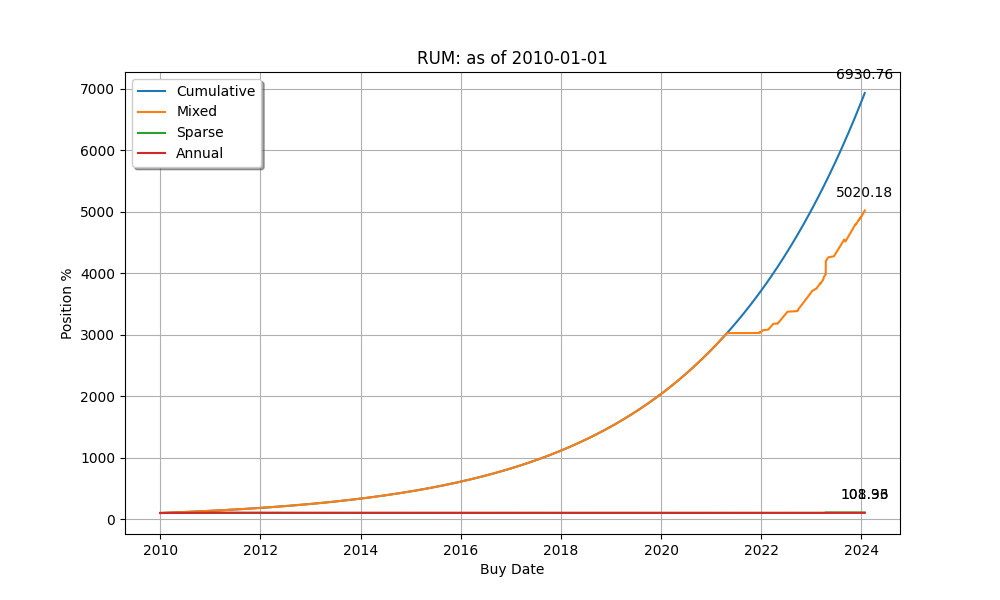 RUM: as of 2010-01-01
6930.76
7000
Cumulative
Mixed
6000
Sparse
Annual
5020.18
5000
4000
Position %
3000
2000
1000
0
2010 2012 2014 2016 2018 2020 2022 2024
Buy Date